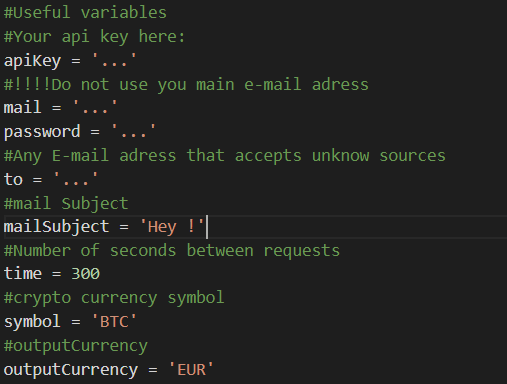 #Useful variables
#Your api key here:
apiKey = '...'
#!!!!Do not use you main e-mail adress
mail = '...'
password = '...'
#Any E-mail adress that accepts unknow sources
to = '...'
#mail Subject
mailSubject = 'Hey !'
#Number of seconds between requests
time = 300
#crypto currency symbol
symbol = 'BTC'
#outputCurrency
outputCurrency = 'EUR'